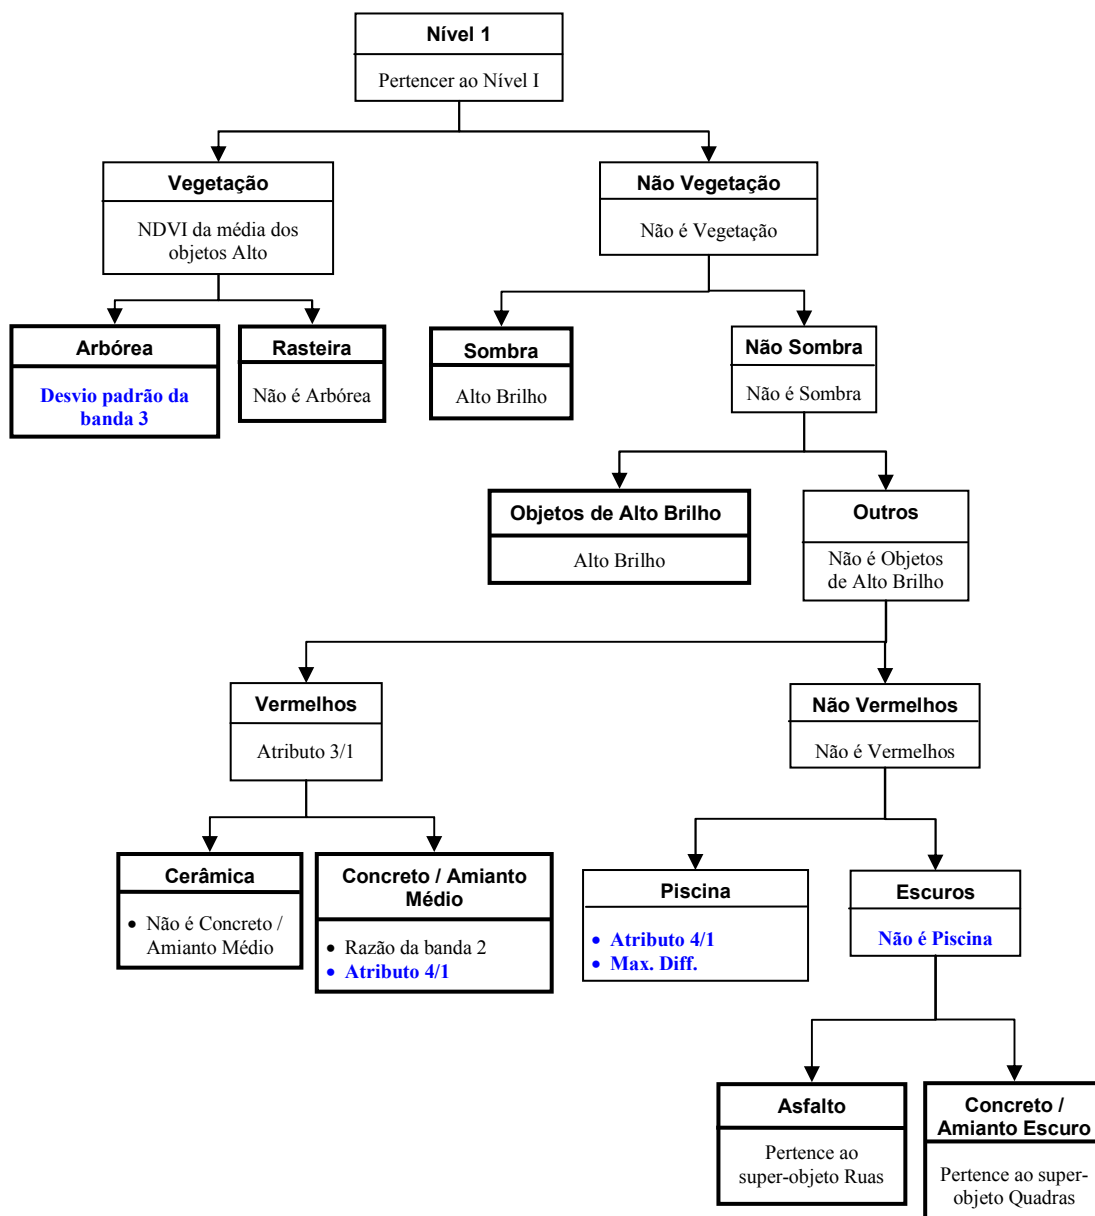 Nível 1
Pertencer ao Nível I
Vegetação
NDVI da média dos
objetos Alto
Não Vegetação
Não é Vegetação
Arbórea
Desvio padrão da
banda 3
Rasteira
Não é Arbórea
Sombra
Alto Brilho
Não Sombra
Não é Sombra
Objetos de Alto Brilho
Alto Brilho
Outros
Não é Objetos
de Alto Brilho
Vermelhos
Atributo 3/1
Não Vermelhos
Não é Vermelhos
Cerâmica
• Não é Concreto /
Amianto Médio
Concreto / Amianto
Médio
• Razão da banda 2
• Atributo 4/1
Piscina
• Atributo 4/1
• Max. Diff.
Escuros
Não é Piscina
Asfalto
Pertence ao
super-objeto Ruas
Concreto /
Amianto Escuro
Pertence ao super-
objeto Quadras